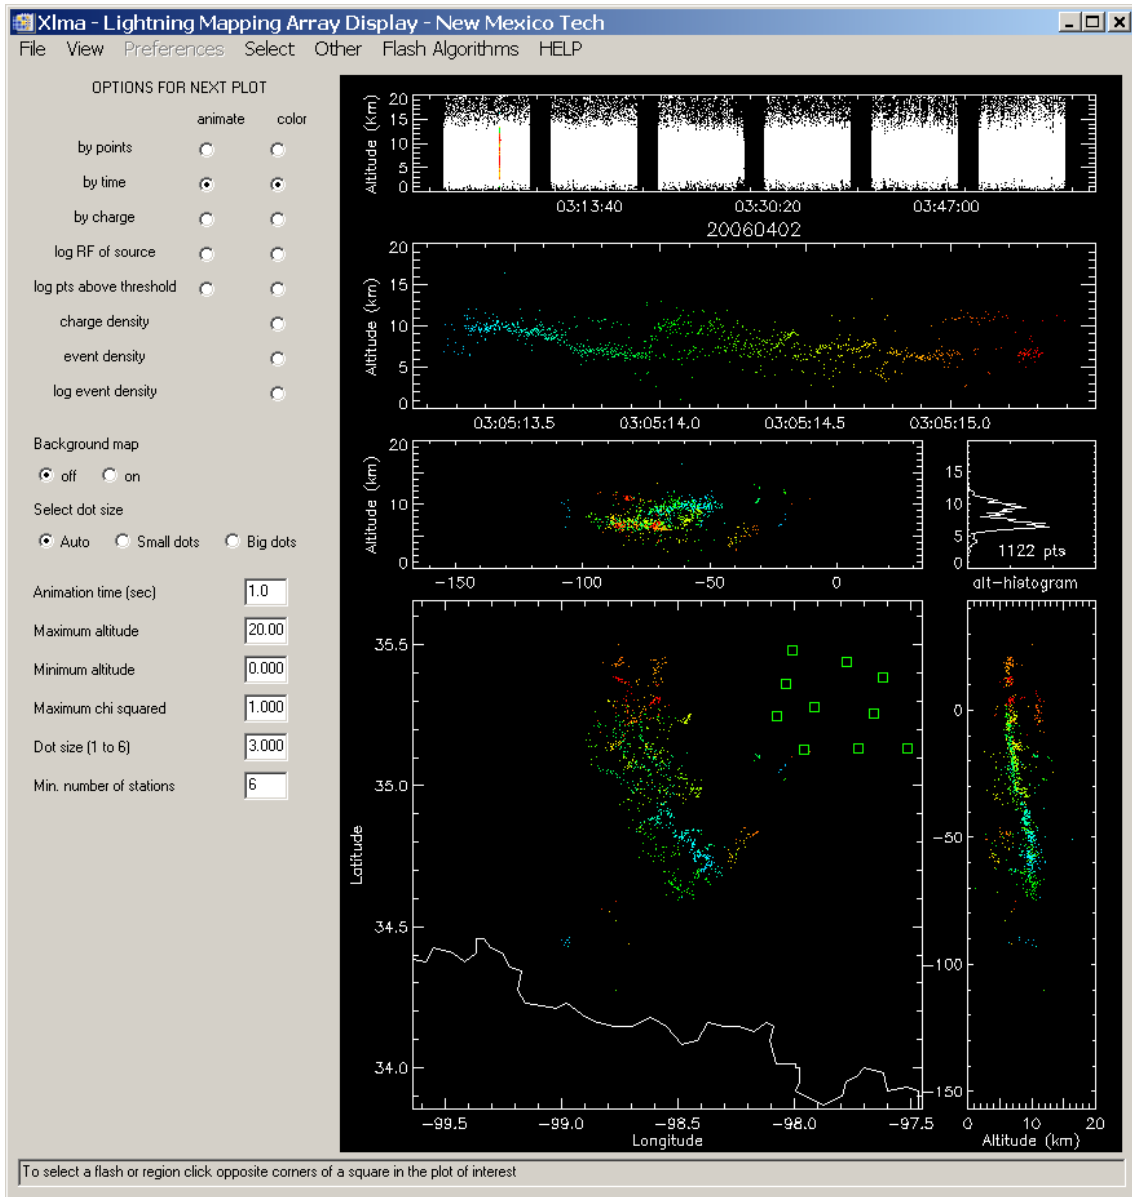 Xlma - Lightning Mapping Array Display - New Mexico Tech
File View Preferences Select Other Flash Algorithms HELP
OPTIONS FOR NEXT PLOT
animate color
by points
by time
by charge
log RF of source
log pts above threshold
charge density
event density
log event density
Background map
off on
Select dot size
Auto Small dots Big dots
Animation time (sec) 1.0
Maximum altitude 20.00
Minimum altitude 0.000
Maximum chi squared 1.000
Dot size (1 to 6) 3.000
Min. number of stations 6
Altitude (km)
20
15
10
5
0
03:13:40 03:30:20 03:47:00
20060402
Altitude (km)
20
15
10
5
0
03:05:13.5 03:05:14.0 03:05:14.5 03:05:15.0
Altitude (km)
20
10
0
-150 -100 -50 0
15
10
5
0
1122 pts
alt-histogram
Latitude
35.5
35.0
34.5
34.0
-99.5 -99.0 -98.5 -98.0 -97.5
Longitude
0
-50
-100
-150
0 10 20
Altitude (km)
To select a flash or region click opposite corners of a square in the plot of interest